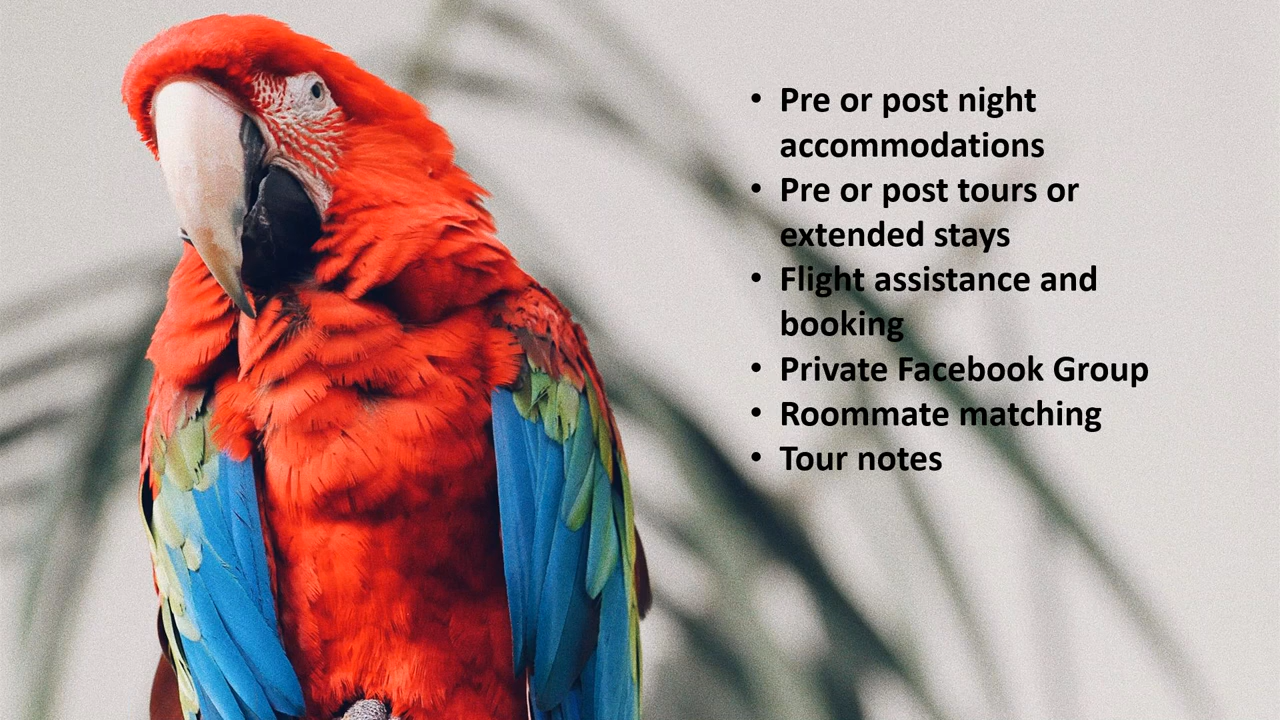 • Pre or post night
accommodations
• Pre or post tours or
extended stays
• Flight assistance and
booking
• Private Facebook Group
• Roommate matching
• Tour notes